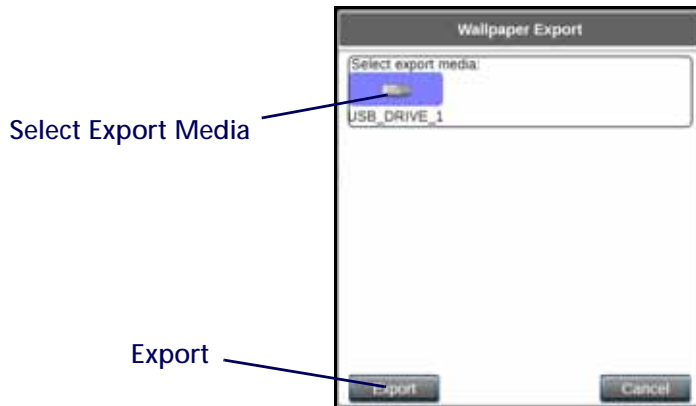 Wallpaper Export
Select export media:
Select Export Media
USB_DRIVE_1
Export
Export
Cancel